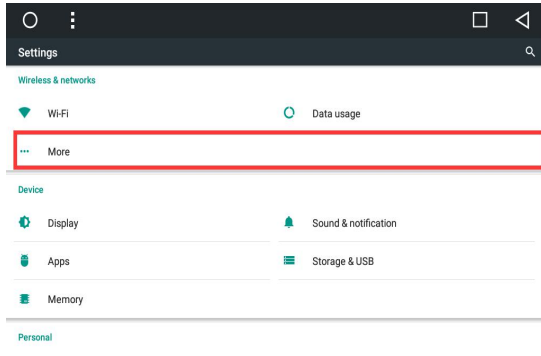 Settings
Wireless & networks
Wi-Fi
Data usage
More
Device
Display
Sound & notification
Apps
Storage & USB
Memory
Personal